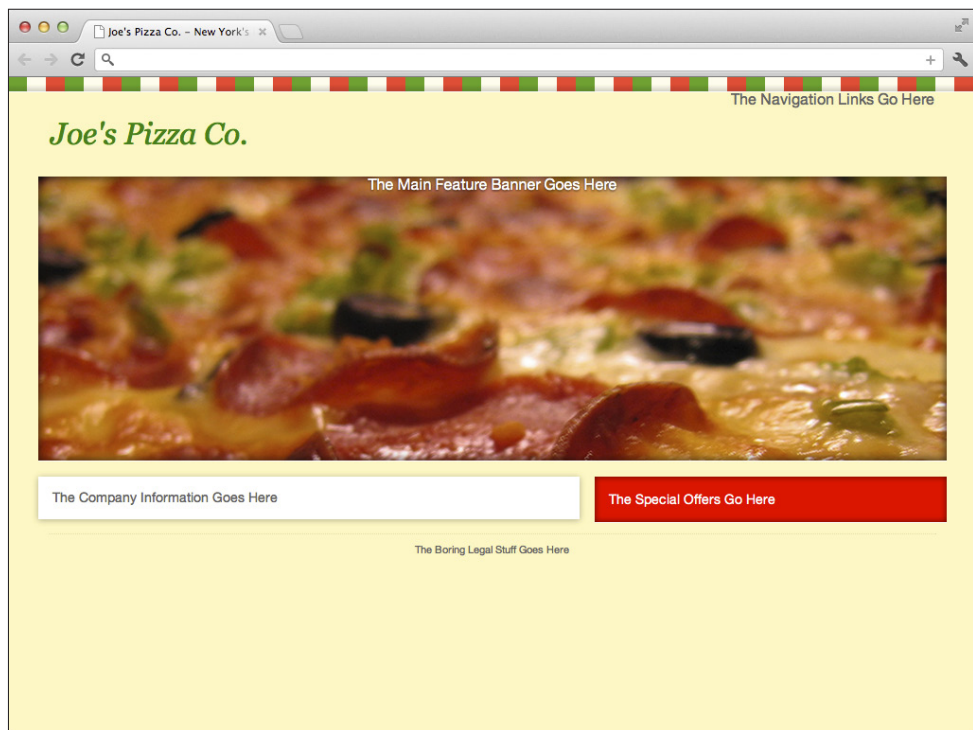 Joe's Pizza Co. – New York's
The Navigation Links Go Here
Joe's Pizza Co.
The Main Feature Banner Goes Here
The Company Information Goes Here
The Special Offers Go Here
The Boring Legal Stuff Goes Here